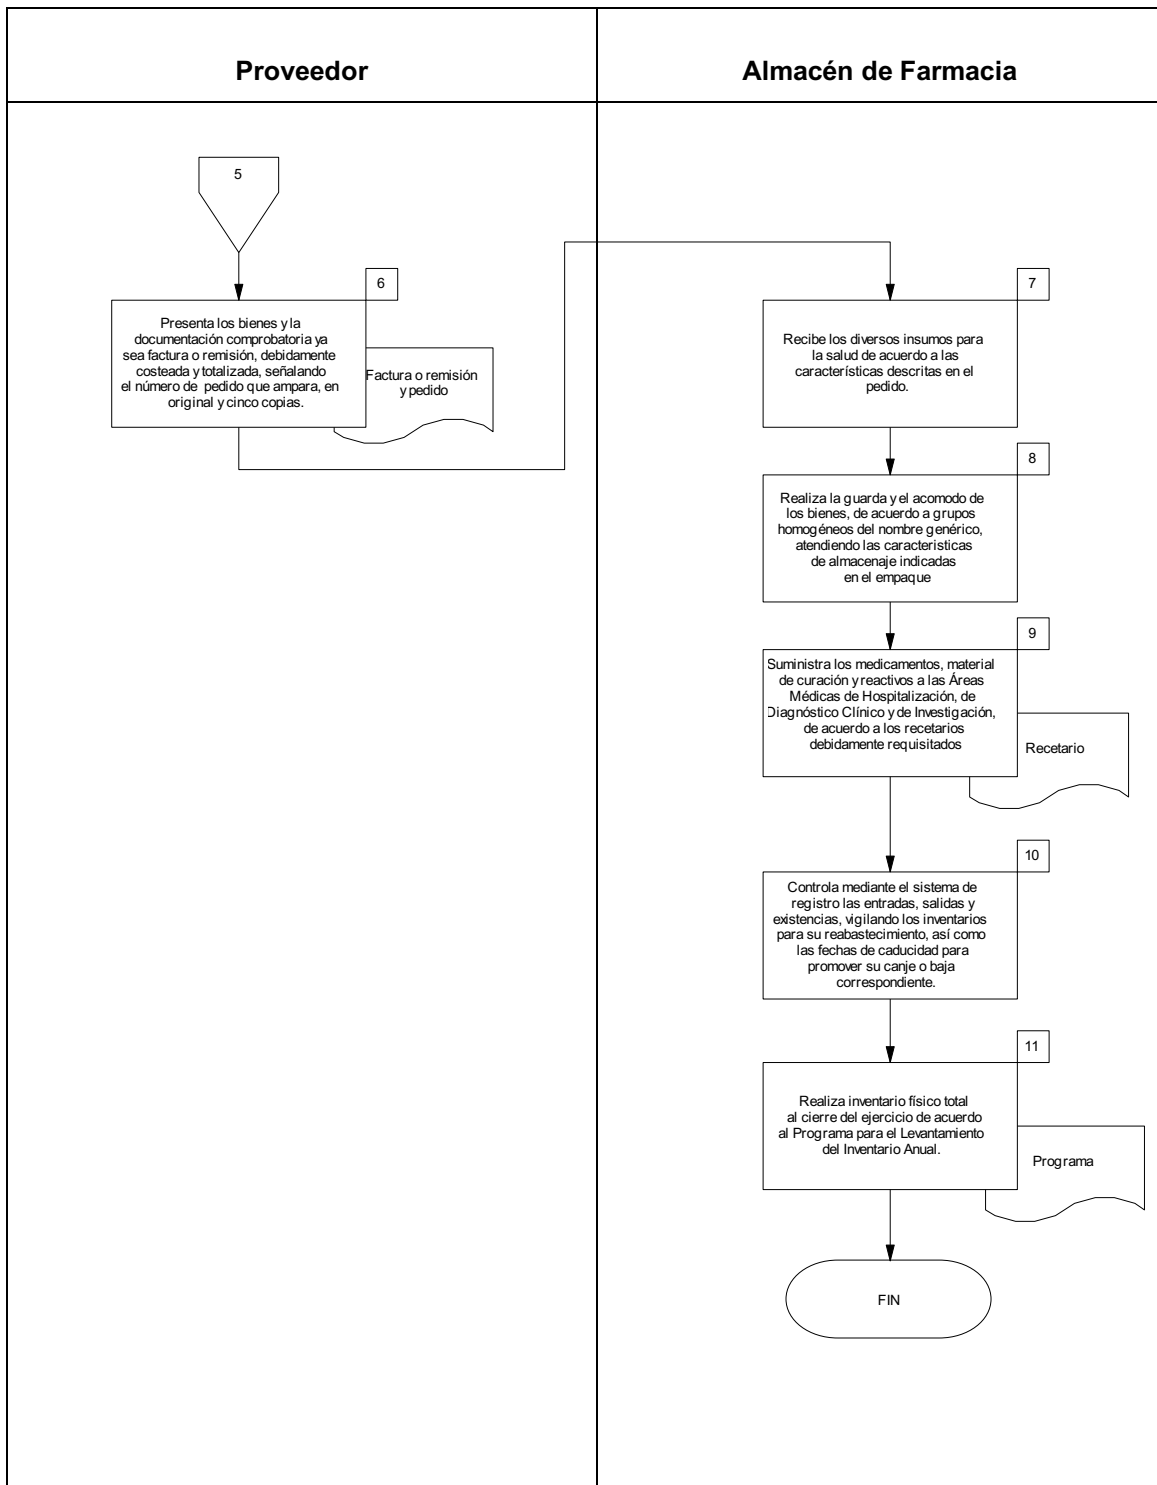 Proveedor
Almacén de Farmacia
5
6
Presenta los bienes y la
documentación comprobatoria ya
sea factura o remisión, debidamente
costeada y totalizada, señalando
el número de pedido que ampara, en
original y cinco copias.
Factura o remisión
y pedido
7
Recibe los diversos insumos para
la salud de acuerdo a las
características descritas en el
pedido.
8
Realiza la guarda y el acomodo de
los bienes, de acuerdo a grupos
homogéneos del nombre genérico,
atendiendo las caracteristicas
de almacenaje indicadas
en el empaque
9
Suministra los medicamentos, material
de curación y reactivos a las Áreas
Médicas de Hospitalización, de
Diagnóstico Clínico y de Investigación,
de acuerdo a los recetarios
debidamente requisitados
Recetario
10
Controla mediante el sistema de
registro las entradas, salidas y
existencias, vigilando los inventarios
para su reabastecimiento, así como
las fechas de caducidad para
promover su canje o baja
correspondiente.
11
Realiza inventario físico total
al cierre del ejercicio de acuerdo
al Programa para el Levantamiento
del Inventario Anual.
Programa
FIN